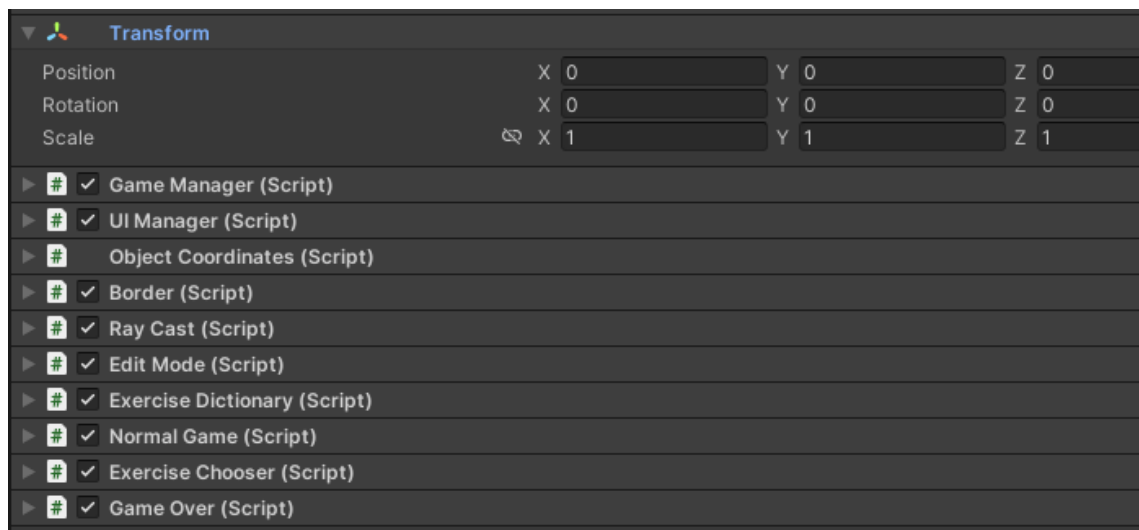 Transform
Position X 0 Y 0 Z 0
Rotation X 0 Y 0 Z 0
Scale X 1 Y 1 Z 1
# Game Manager (Script)
# UI Manager (Script)
# Object Coordinates (Script)
# Border (Script)
# Ray Cast (Script)
# Edit Mode (Script)
# Exercise Dictionary (Script)
# Normal Game (Script)
# Exercise Chooser (Script)
# Game Over (Script)